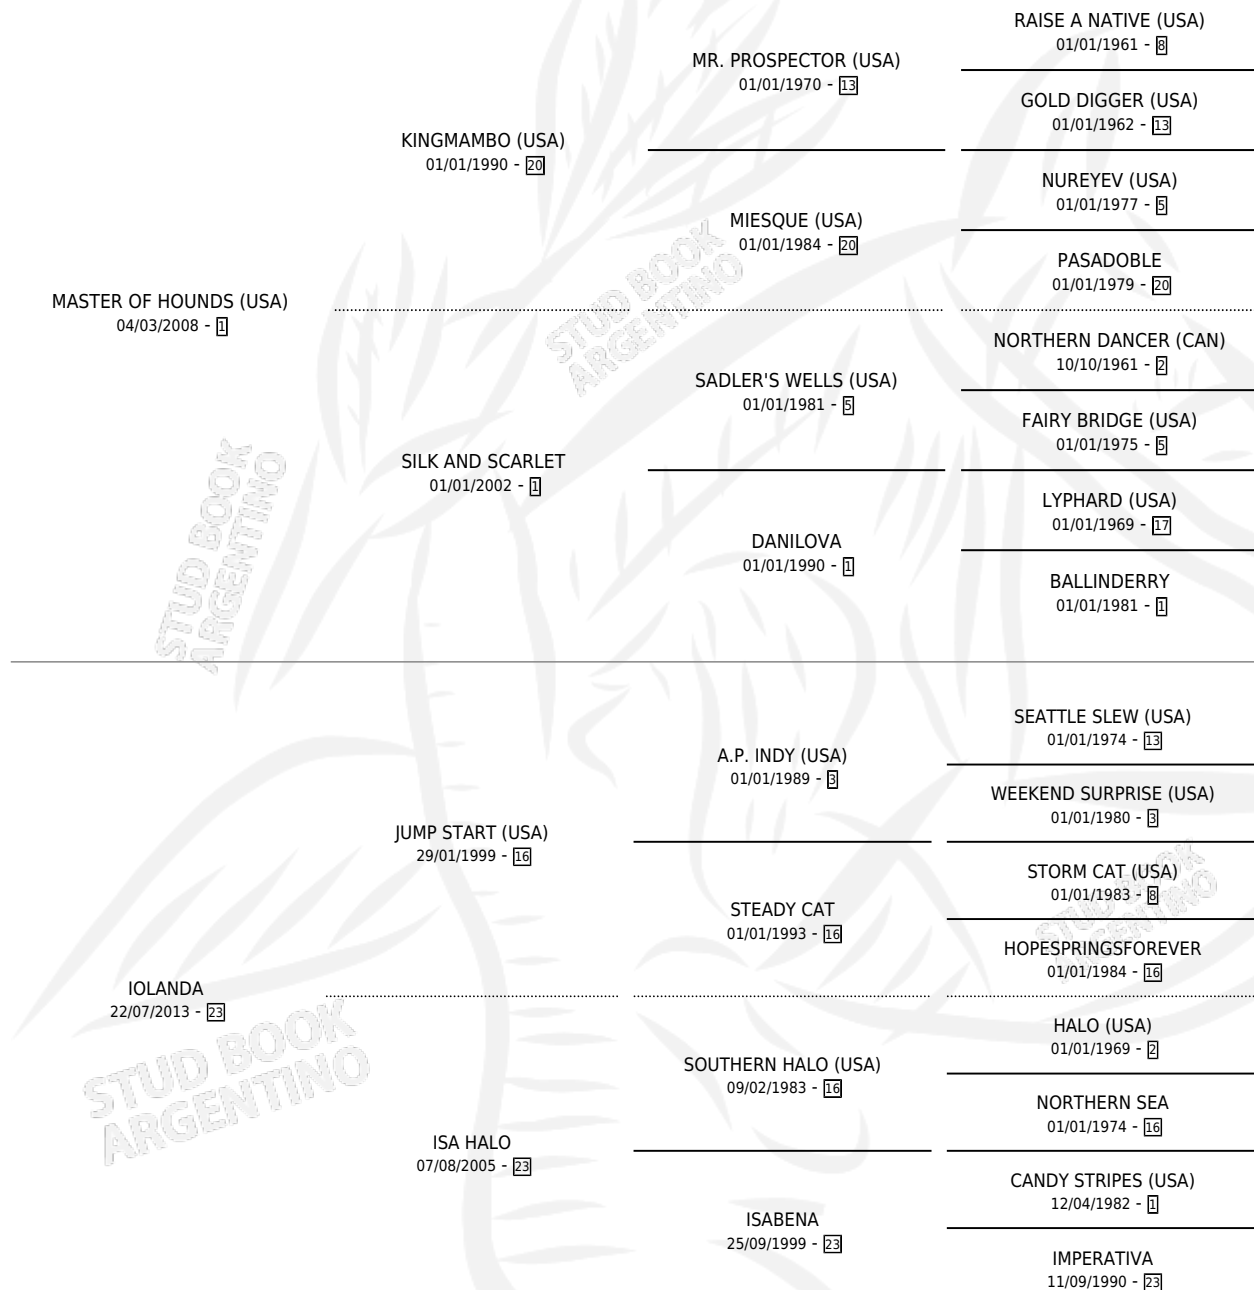 RAISE A NATIVE (USA)
01/01/1961 - 8
MR. PROSPECTOR (USA)
01/01/1970 - 13
GOLD DIGGER (USA)
01/01/1962 - 13
KINGMAMBO (USA)
01/01/1990 - 20
NUREYEV (USA)
01/01/1977 - 5
MIESQUE (USA)
01/01/1984 - 20
PASADOBLE
01/01/1979 - 20
MASTER OF HOUNDS (USA)
04/03/2008 - 1
NORTHERN DANCER (CAN)
10/10/1961 - 2
SADLER'S WELLS (USA)
01/01/1981 - 5
FAIRY BRIDGE (USA)
01/01/1975 - 5
SILK AND SCARLET
01/01/2002 - 1
LYPHARD (USA)
01/01/1969 - 17
DANILOVA
01/01/1990 - 1
BALLINDERRY
01/01/1981 - 1
SEATTLE SLEW (USA)
01/01/1974 - 13
A.P. INDY (USA)
01/01/1989 - 3
WEEKEND SURPRISE (USA)
01/01/1980 - 3
JUMP START (USA)
29/01/1999 - 16
STORM CAT (USA)
01/01/1983 - 8
STEADY CAT
01/01/1993 - 16
HOPESPRINGSFOREVER
01/01/1984 - 16
IOLANDA
22/07/2013 - 23
HALO (USA)
01/01/1969 - 2
SOUTHERN HALO (USA)
09/02/1983 - 16
NORTHERN SEA
01/01/1974 - 16
ISA HALO
07/08/2005 - 23
CANDY STRIPES (USA)
12/04/1982 - 1
ISABENA
25/09/1999 - 23
IMPERATIVA
11/09/1990 - 23
STUD BOOK
ARGENTINO
STUD BOOK
ARGENTINO
STUD BOOK
ARGENTINO
STUD BOOK
ARGENTINO